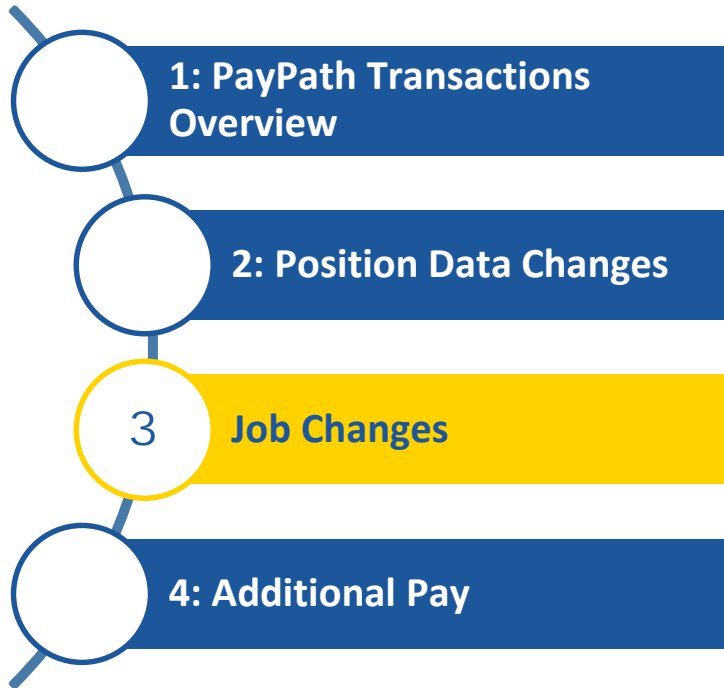 1: PayPath Transactions
Overview
2: Position Data Changes
3
Job Changes
4: Additional Pay